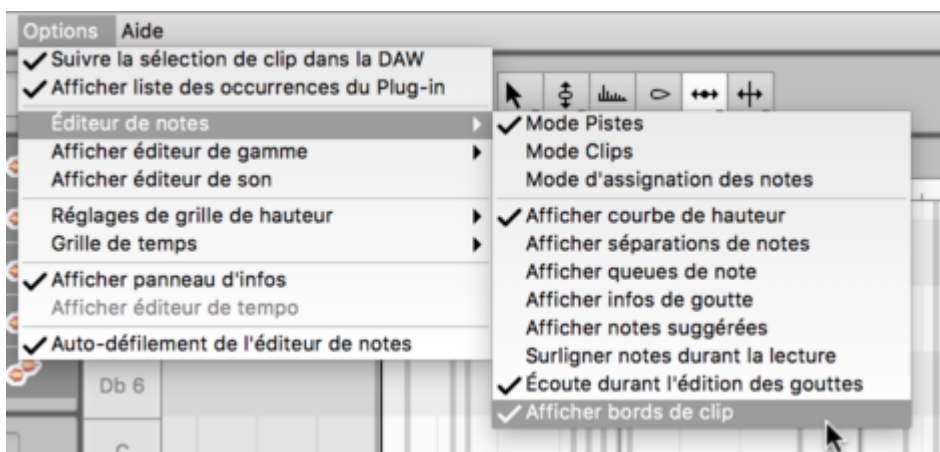 Options Aide
✓Suivre la sélection de clip dans la DAW
✓Afficher liste des occurrences du Plug-in
Éditeur de notes
Afficher éditeur de gamme
Afficher éditeur de son
Réglages de grille de hauteur
Grille de temps
✓Afficher panneau d'infos
Afficher éditeur de tempo
✓Auto-défilement de l'éditeur de notes
✓Mode Pistes
Mode Clips
Mode d'assignation des notes
✓Afficher courbe de hauteur
Afficher séparations de notes
Afficher queues de note
Afficher infos de goutte
Afficher notes suggérées
Surligner notes durant la lecture
✓Écoute durant l'édition des gouttes
✓Afficher bords de clip
Db 6
C